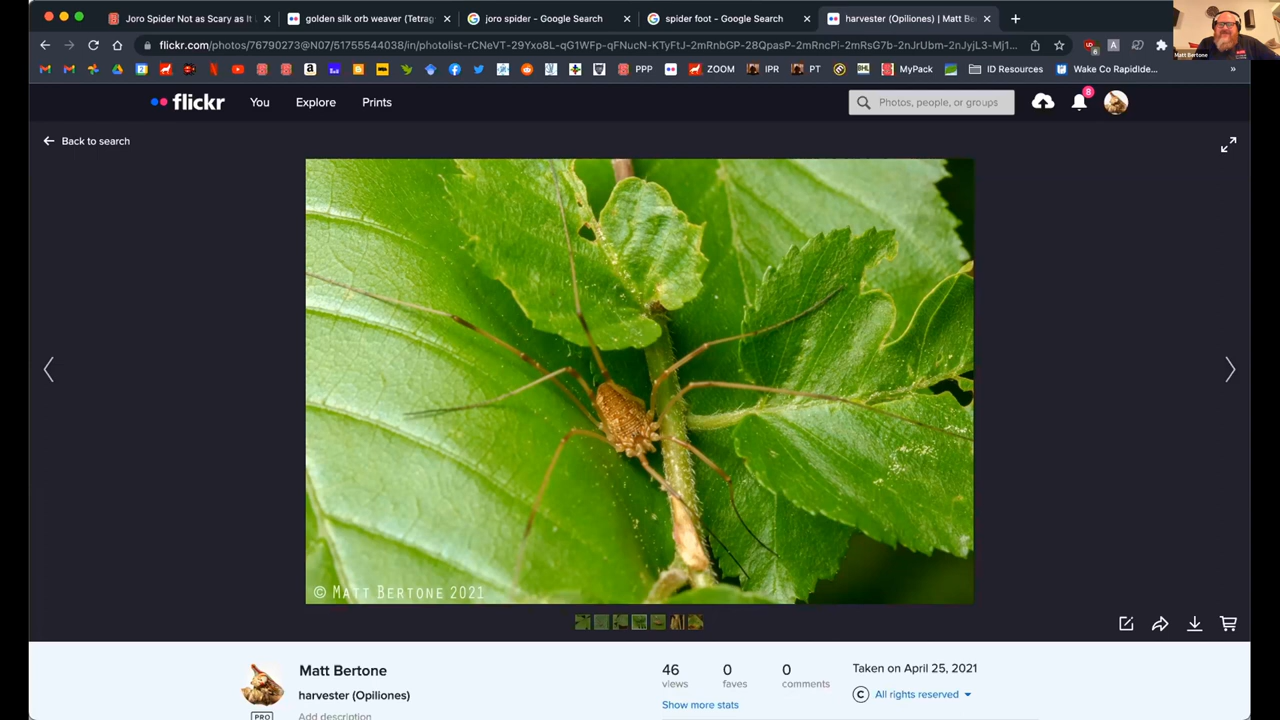 Joro Spider Not as Scary as It L
golden silk orb weaver (Tetrag
joro spider - Google Search
spider foot - Google Search
harvester (Opiliones) | Matt Be
flickr.com/photos/76790273@N07/51755544038/in/photolist-rCNeVT-29Yxo8L-qG1WFp-qFNucN-KTyFtJ-2mRnbGP-28QpasP-2mRncPi-2mRsG7b-2nJrUbm-2nJyjL3-Mj1...
PPP
ZOOM
IPR
PT
MyPack
ID Resources
Wake Co RapidIde...
»
Matt Bertone
flickr
You
Explore
Prints
Photos, people, or groups
8
Back to search
© Matt Bertone 2021
Matt Bertone
harvester (Opiliones)
PRO
Add description
46
views
0
faves
0
comments
Show more stats
Taken on April 25, 2021
All rights reserved